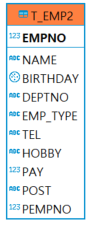 T_EMP2
123 EMPNO
ABC NAME
BIRTHDAY
ABC DEPTNO
ABC EMP_TYPE
ABC TEL
ABC HOBBY
123 PAY
ABC POST
123 PEMPNO